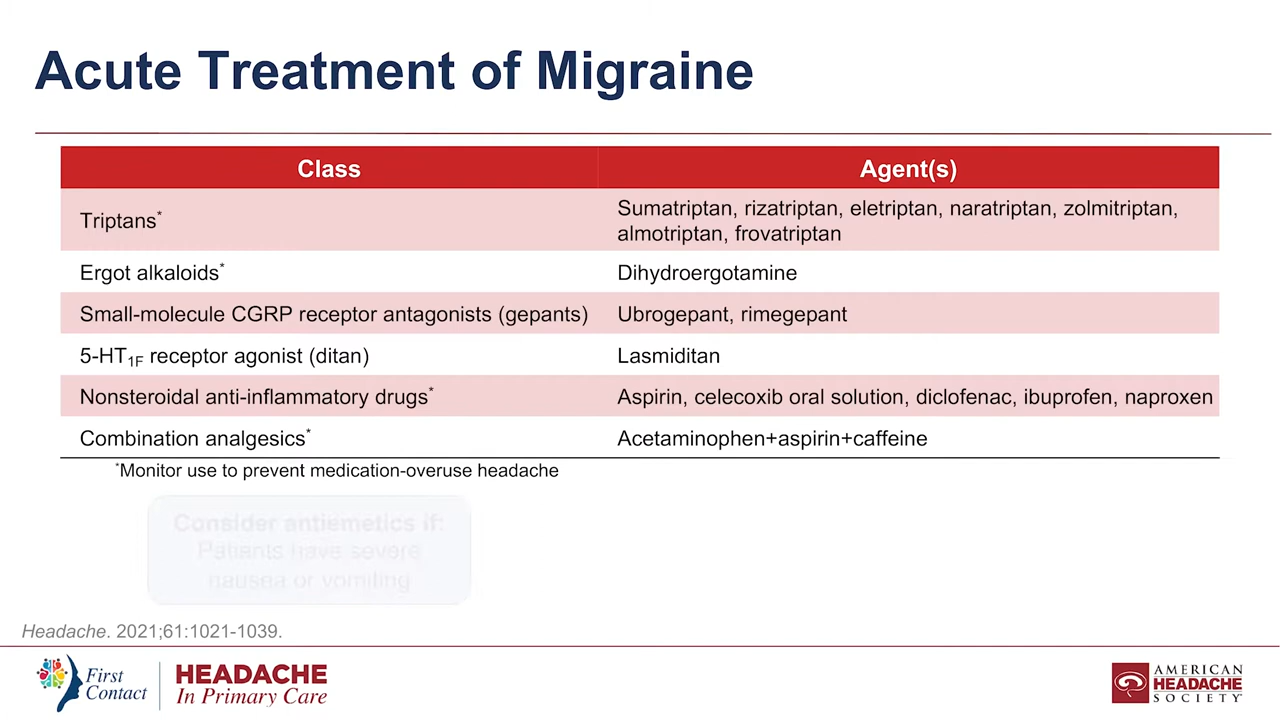 Acute Treatment of Migraine
Class
Agent(s)
Triptans*
Sumatriptan, rizatriptan, eletriptan, naratriptan, zolmitriptan,
almotriptan, frovatriptan
Ergot alkaloids*
Dihydroergotamine
Small-molecule CGRP receptor antagonists (gepants)
Ubrogepant, rimegepant
5-HT1F receptor agonist (ditan)
Lasmiditan
Nonsteroidal anti-inflammatory drugs*
Aspirin, celecoxib oral solution, diclofenac, ibuprofen, naproxen
Combination analgesics*
Acetaminophen+aspirin+caffeine
*Monitor use to prevent medication-overuse headache
Consider antiemetics if:
Patients have severe
nausea or vomiting
Headache. 2021;61:1021-1039.
First
Contact
HEADACHE
In Primary Care
AMERICAN
HEADACHE
SOCIETY